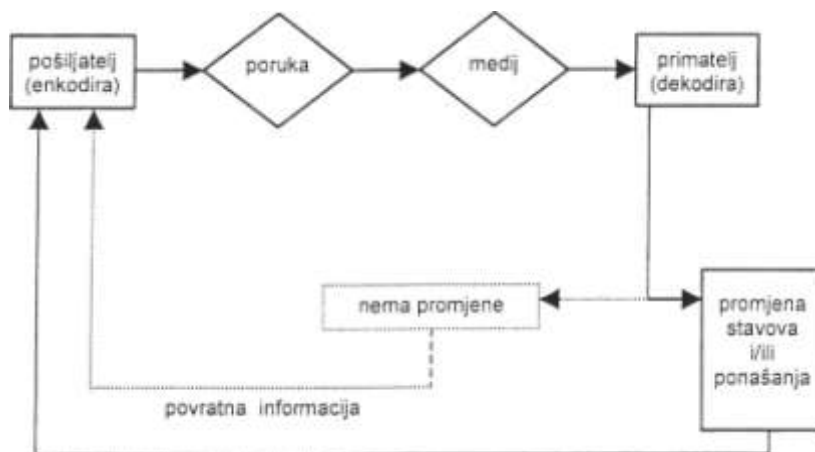 pošiljatelj
(enkodira)
poruka
medij
primatelj
(dekodira)
nema promjene
promjena
stavova
i/ili
ponašanja
povratna informacija